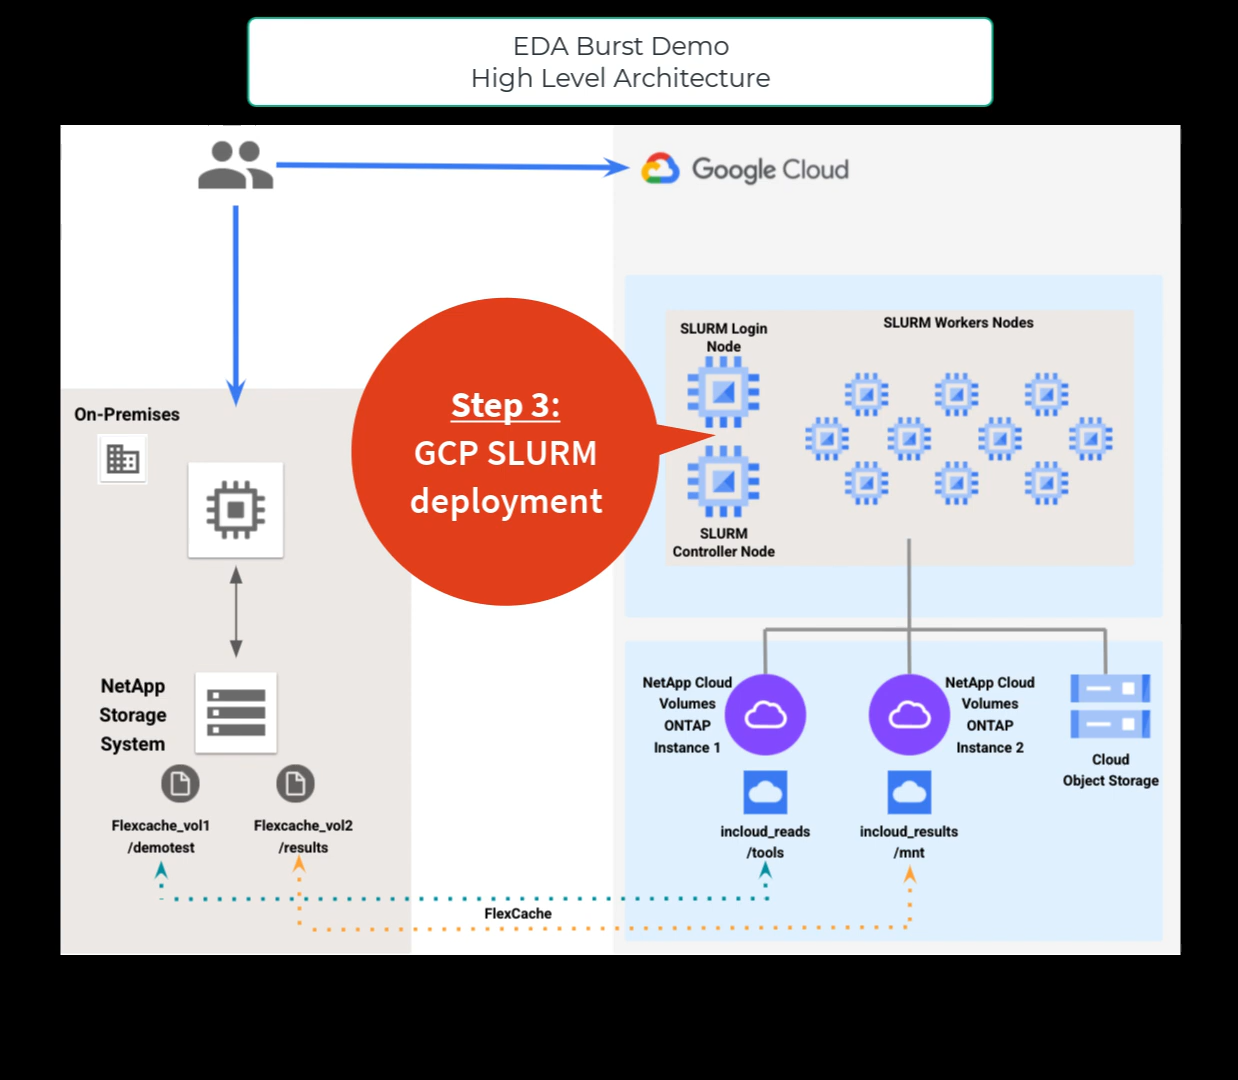 EDA Burst Demo
High Level Architecture
Google Cloud
SLURM Login
Node
SLURM Workers Nodes
Step 3:
GCP SLURM
deployment
On-Premises
SLURM
Controller Node
NetApp
Storage
System
NetApp Cloud
Volumes
ONTAP
Instance 1
NetApp Cloud
Volumes
ONTAP
Instance 2
Cloud
Object Storage
Flexcache_vol1
/demotest
Flexcache_vol2
/results
incloud_reads
/tools
incloud_results
/mnt
FlexCache